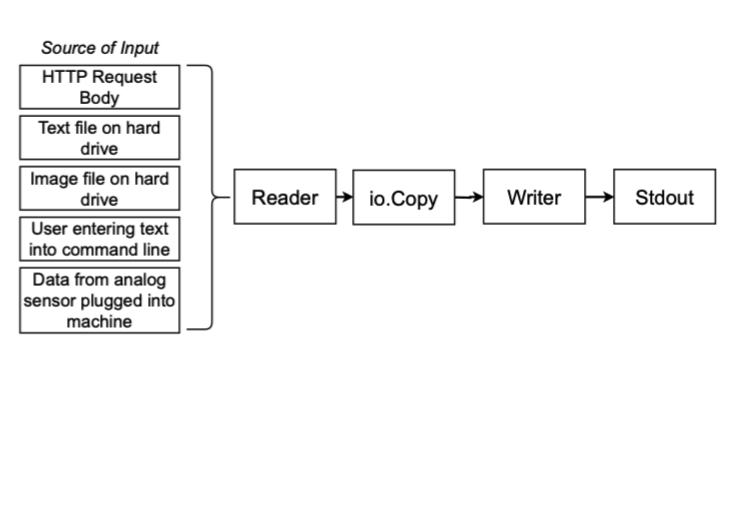 Source of Input
HTTP Request
Body
Text file on hard
drive
Image file on hard
drive
User entering text
into command line
Data from analog
sensor plugged into
machine
Reader
io.Copy
Writer
Stdout